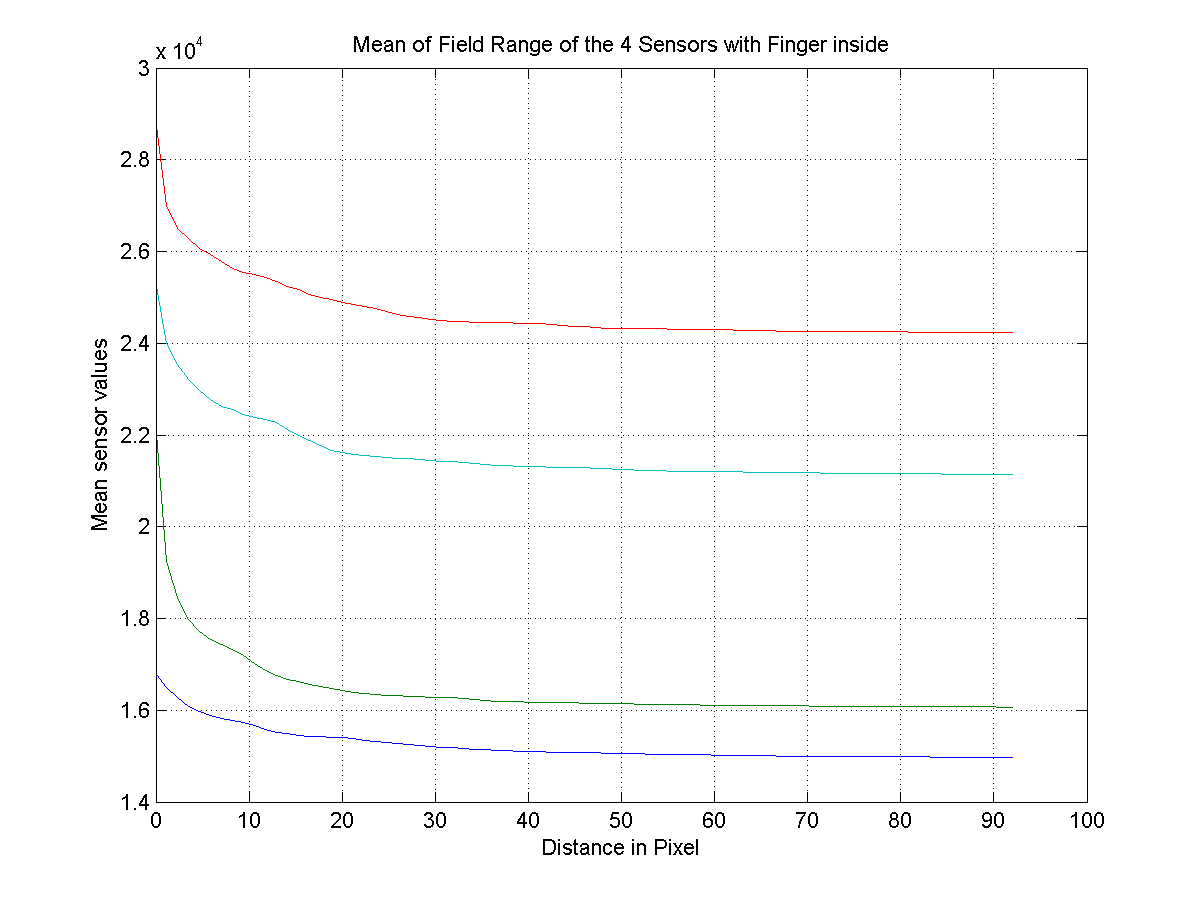 Mean of Field Range of the 4 Sensors with Finger inside
x 10^4
3
2.8
2.6
2.4
2.2
2
1.8
1.6
1.4
Mean sensor values
0 10 20 30 40 50 60 70 80 90 100
Distance in Pixel